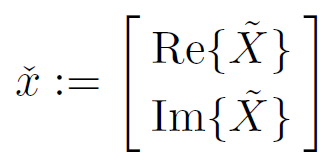 x̌ := [ Re{X̃}
Im{X̃} ]